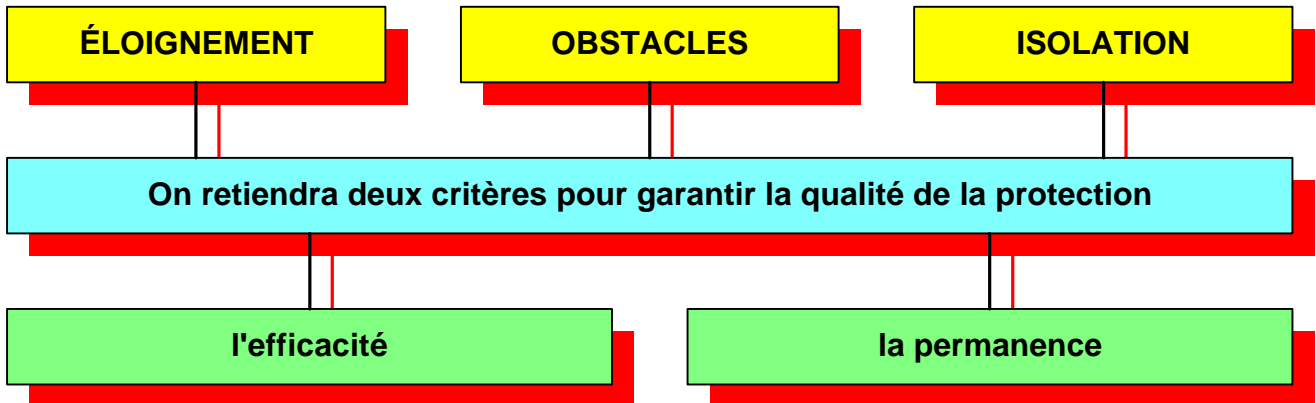 ÉLOIGNEMENT
OBSTACLES
ISOLATION
On retiendra deux critères pour garantir la qualité de la protection
l'efficacité
la permanence